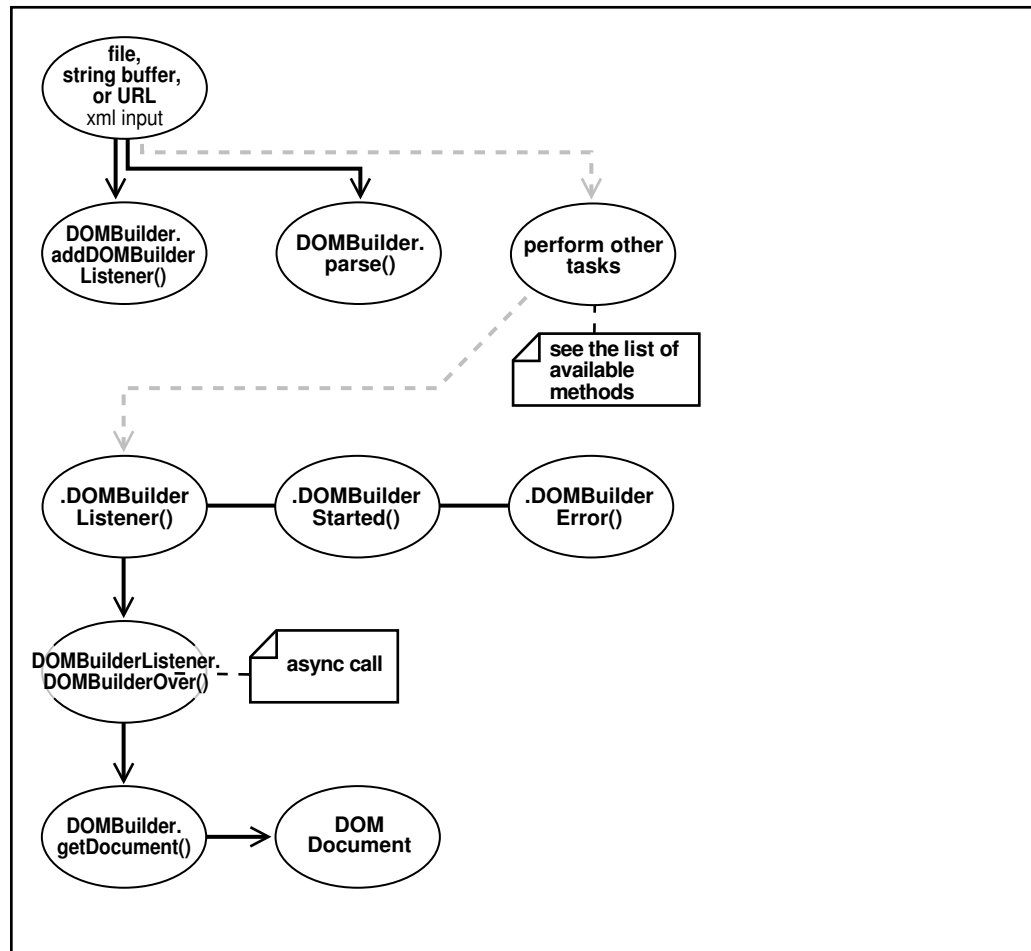 file,
string buffer,
or URL
xml input
DOMBuilder.
addDOMBuilder
Listener()
DOMBuilder.
parse()
perform other
tasks
see the list of
available
methods
.DOMBuilder
Listener()
.DOMBuilder
Started()
.DOMBuilder
Error()
DOMBuilderListener.
DOMBuilderOver()
async call
DOMBuilder.
getDocument()
DOM
Document